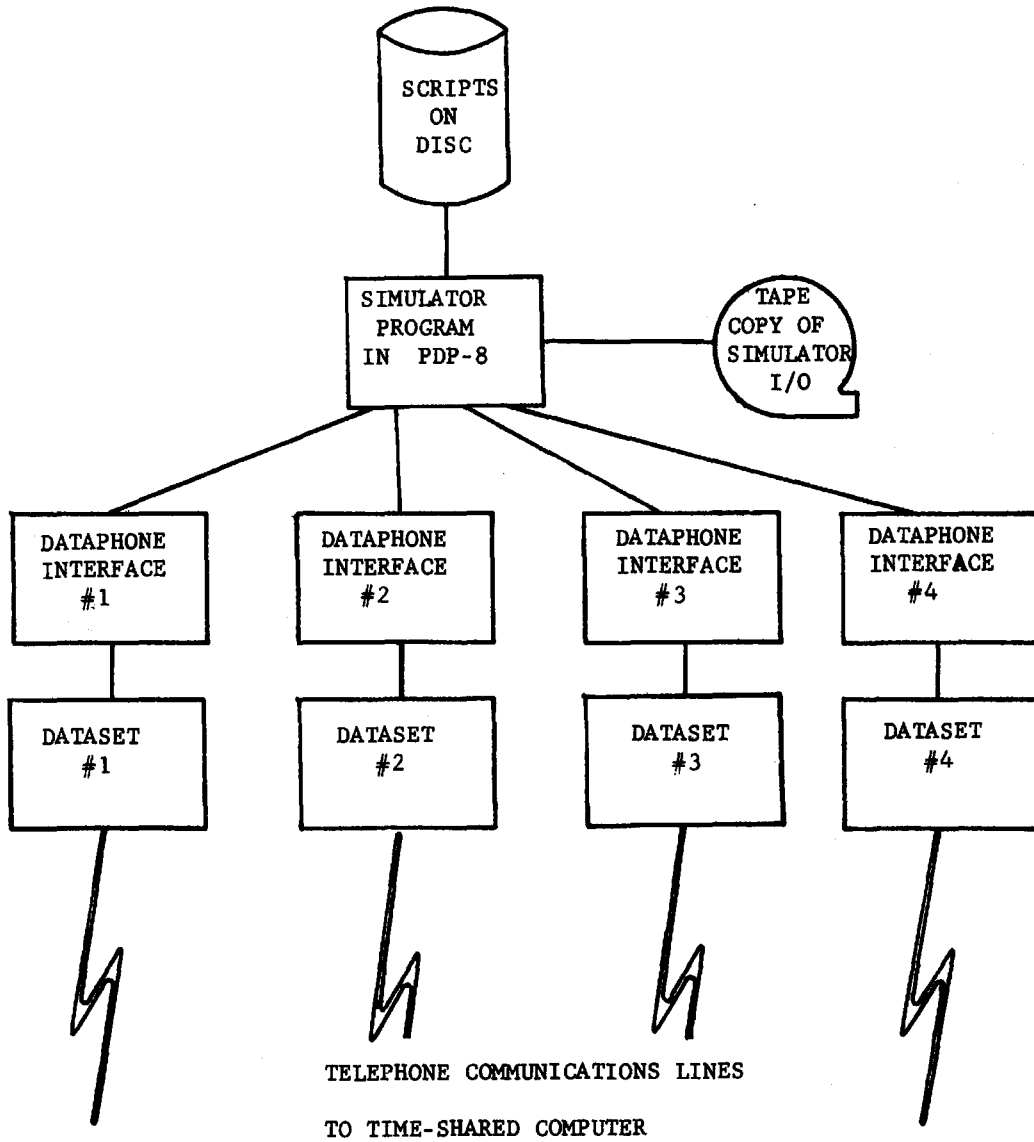 SCRIPTS
ON
DISC
SIMULATOR
PROGRAM
IN PDP-8
TAPE
COPY OF
SIMULATOR
I/O
DATAPHONE
INTERFACE
#1
DATAPHONE
INTERFACE
#2
DATAPHONE
INTERFACE
#3
DATAPHONE
INTERFACE
#4
DATASET
#1
DATASET
#2
DATASET
#3
DATASET
#4
TELEPHONE COMMUNICATIONS LINES
TO TIME-SHARED COMPUTER